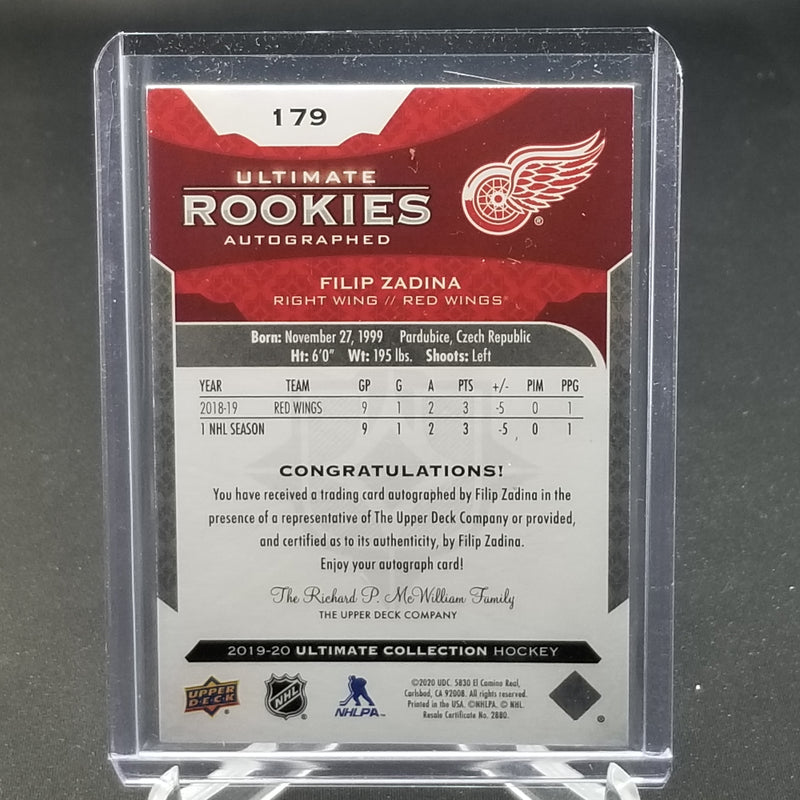 179
ULTIMATE
ROOKIES
AUTOGRAPHED
®
FILIP ZADINA
RIGHT WING // RED WINGS®
Born: November 27, 1999 Pardubice, Czech Republic
Ht: 6'0" Wt: 195 lbs. Shoots: Left
YEAR TEAM GP G A PTS +/- PIM PPG
2018-19 RED WINGS 9 1 2 3 -5 0 1
1 NHL SEASON 9 1 2 3 -5 0 1
CONGRATULATIONS!
You have received a trading card autographed by Filip Zadina in the
presence of a representative of The Upper Deck Company or provided,
and certified as to its authenticity, by Filip Zadina.
Enjoy your autograph card!
The Richard P. McWilliam Family
THE UPPER DECK COMPANY
2019-20 ULTIMATE COLLECTION HOCKEY
UPPER DECK®
NHL®
NHLPA™
©2020 UDC. 5830 El Camino Real,
Carlsbad, CA 92008. All rights reserved.
Printed in the USA. ©NHLPA. © NHL.
Resale Certificate No. 2880.
®